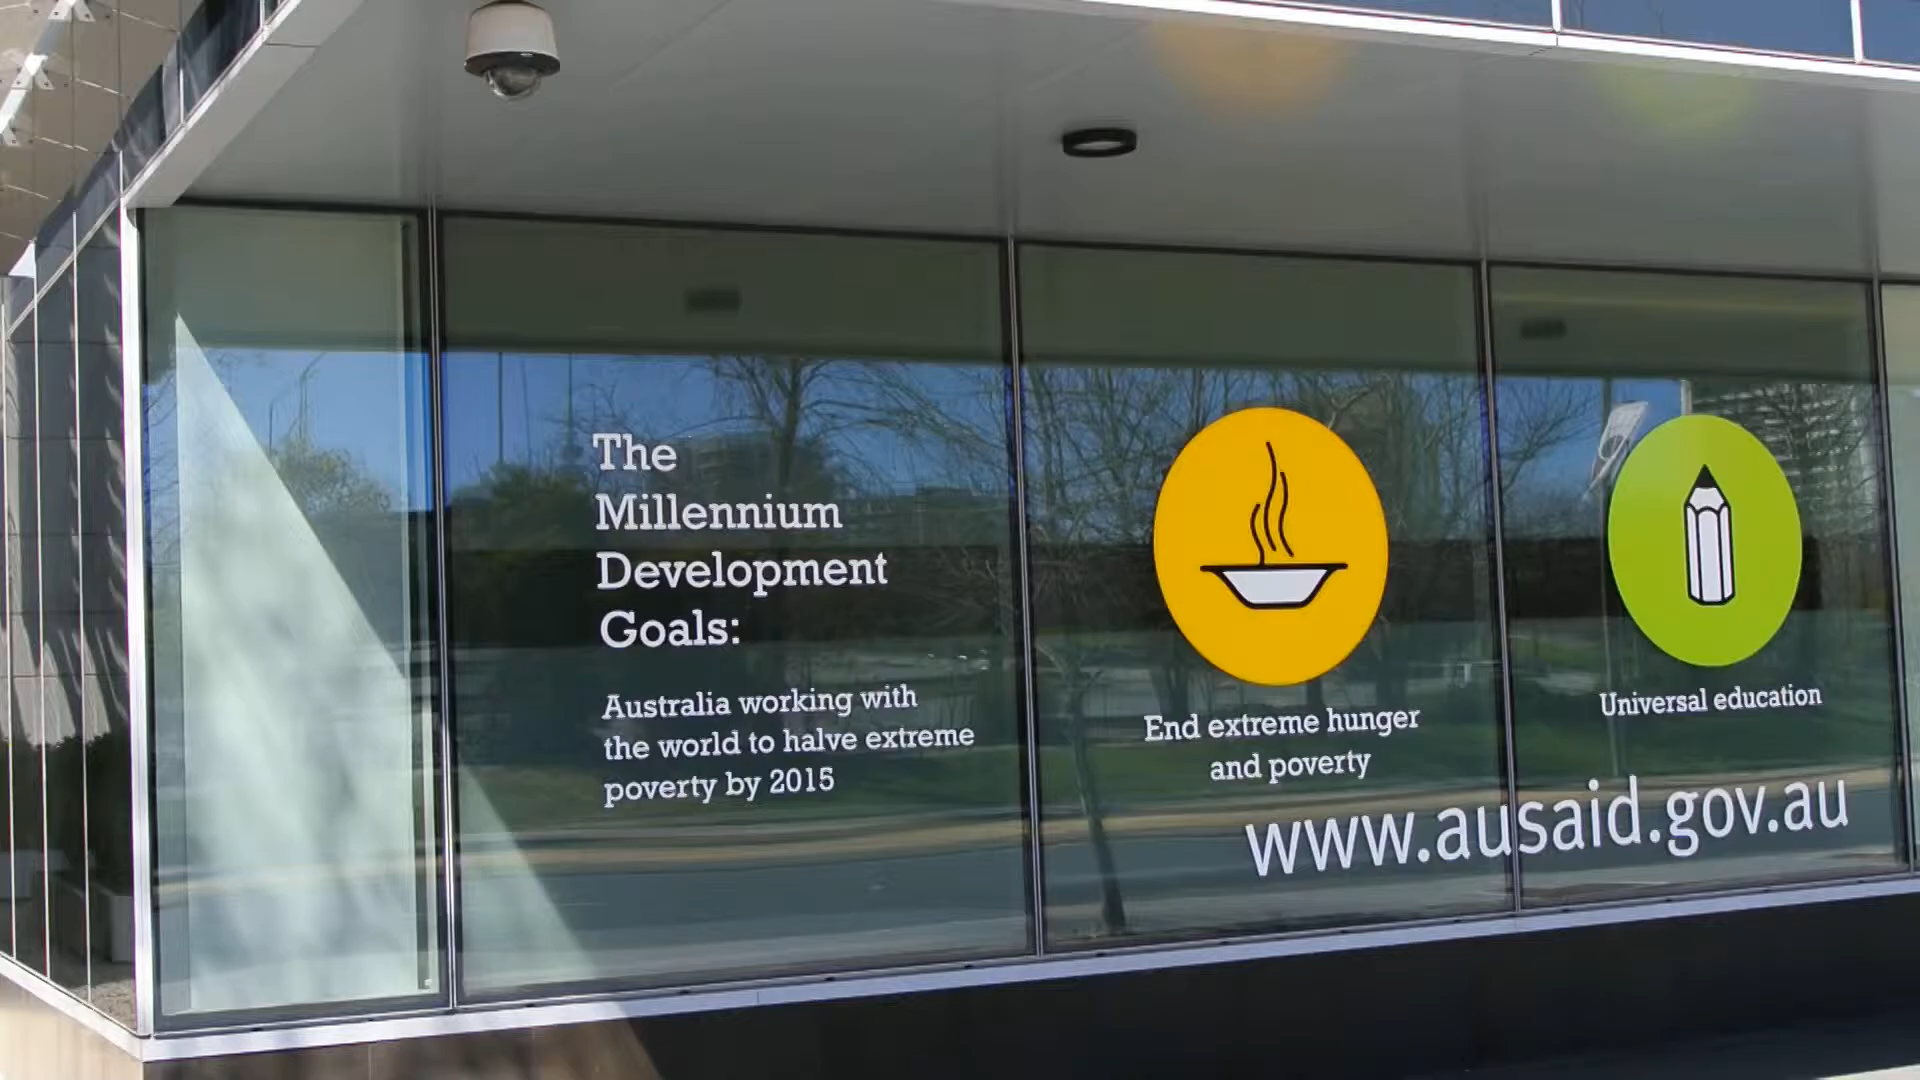 The
Millennium
Development
Goals:
Australia working with
the world to halve extreme
poverty by 2015
End extreme hunger
and poverty
Universal education
www.ausaid.gov.au